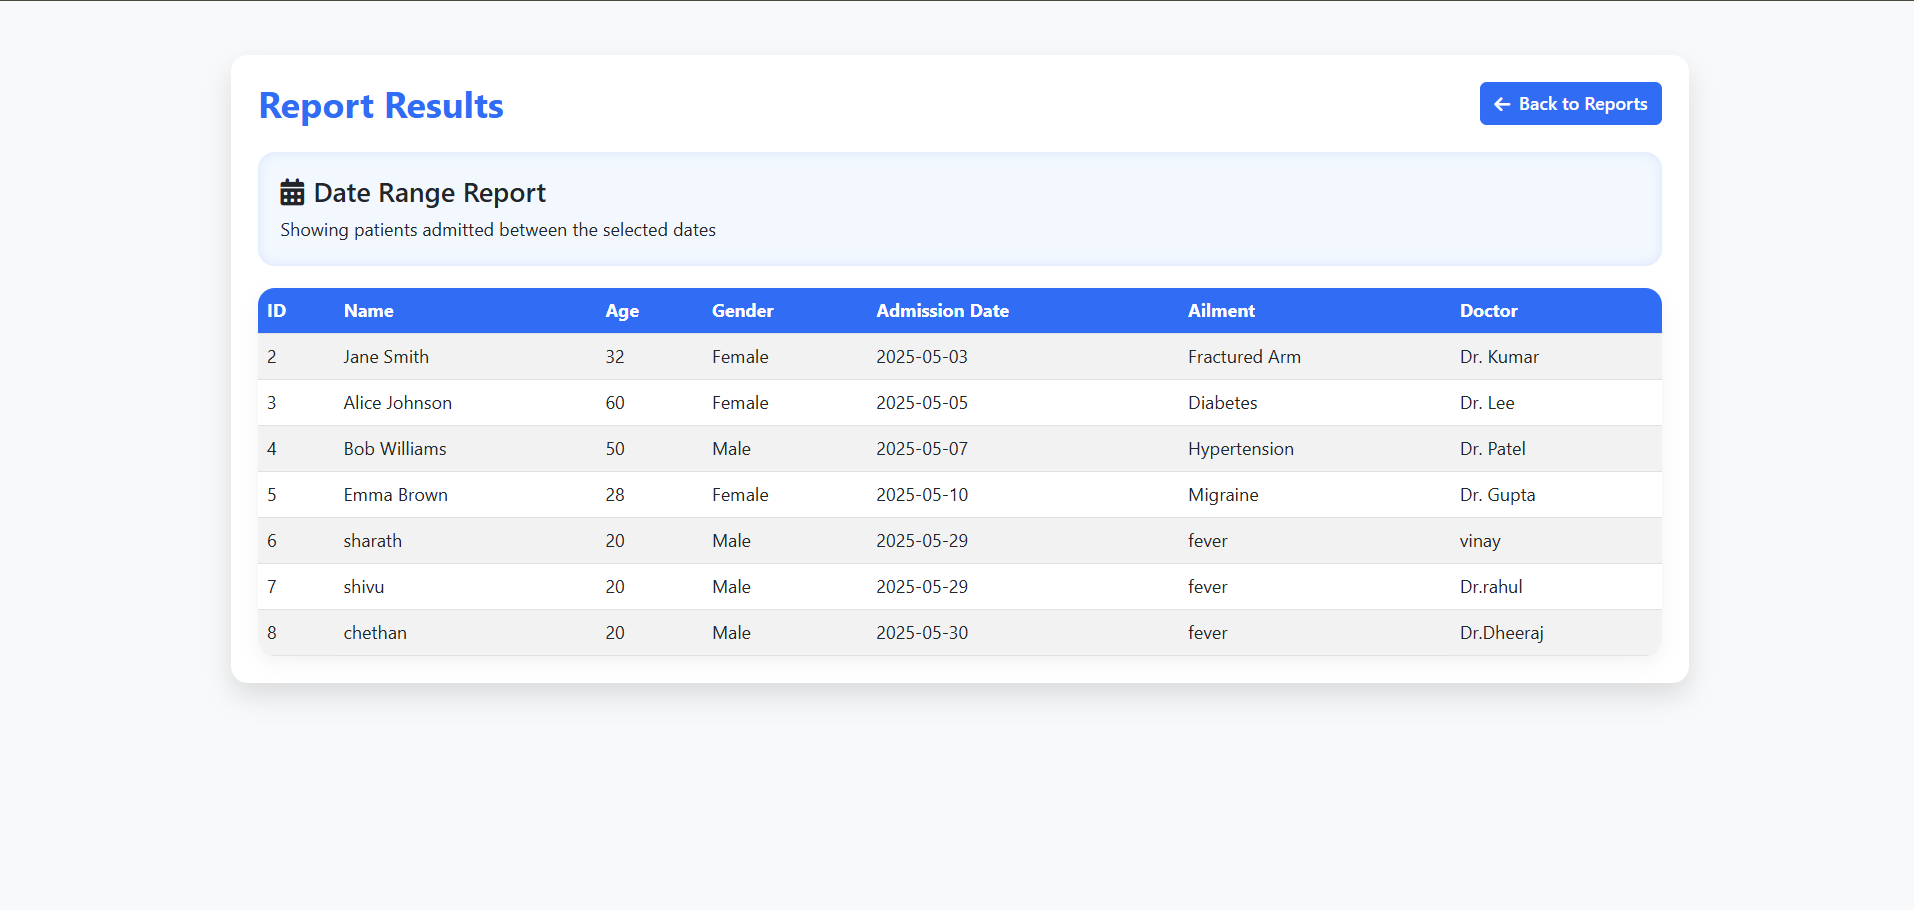 Report Results
Back to Reports
Date Range Report
Showing patients admitted between the selected dates
ID Name Age Gender Admission Date Ailment Doctor
2 Jane Smith 32 Female 2025-05-03 Fractured Arm Dr. Kumar
3 Alice Johnson 60 Female 2025-05-05 Diabetes Dr. Lee
4 Bob Williams 50 Male 2025-05-07 Hypertension Dr. Patel
5 Emma Brown 28 Female 2025-05-10 Migraine Dr. Gupta
6 sharath 20 Male 2025-05-29 fever vinay
7 shivu 20 Male 2025-05-29 fever Dr.rahul
8 chethan 20 Male 2025-05-30 fever Dr.Dheeraj